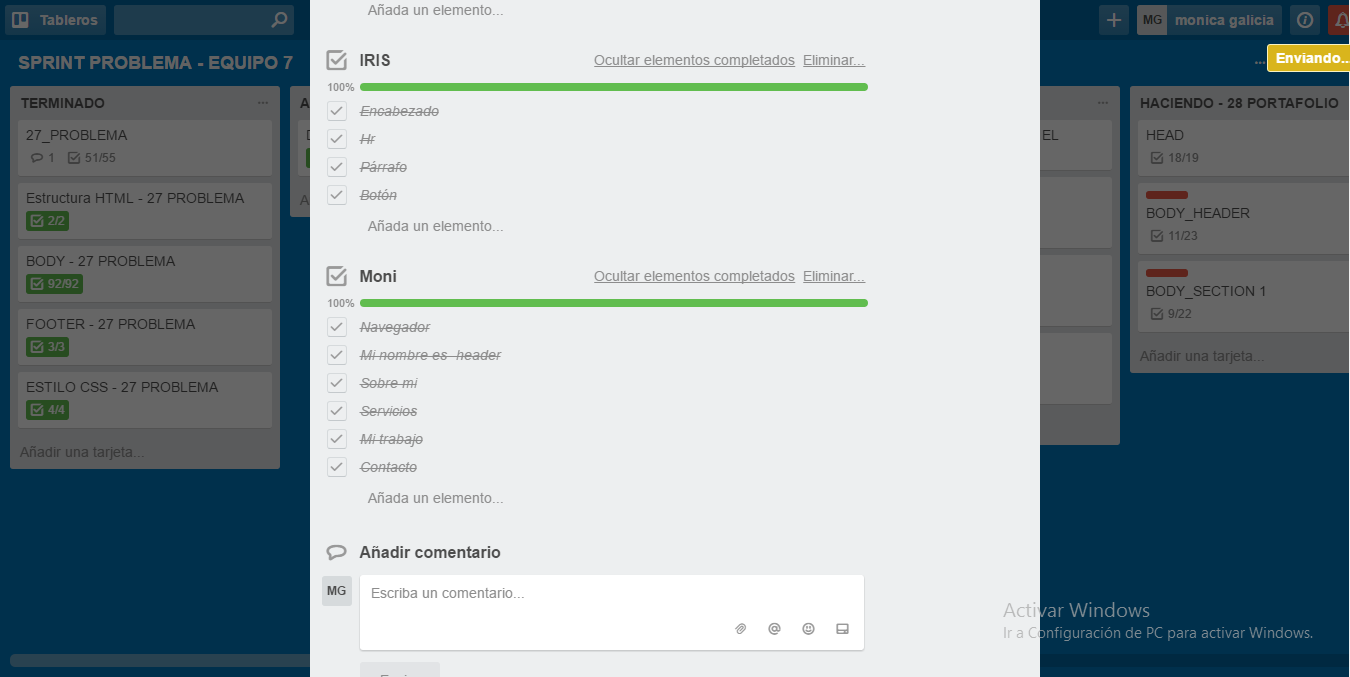 Tableros
MG monica galicia
SPRINT PROBLEMA - EQUIPO 7
... Enviando...
TERMINADO ...
27_PROBLEMA
1 51/55
Estructura HTML - 27 PROBLEMA
2/2
BODY - 27 PROBLEMA
92/92
FOOTER - 27 PROBLEMA
3/3
ESTILO CSS - 27 PROBLEMA
4/4
Añadir una tarjeta...
Añada un elemento...
IRIS Ocultar elementos completados Eliminar...
100%
Encabezado
Hr
Párrafo
Botón
Añada un elemento...
Moni Ocultar elementos completados Eliminar...
100%
Navegador
Mi nombre es header
Sobre mi
Servicios
Mi trabajo
Contacto
Añada un elemento...
Añadir comentario
MG Escriba un comentario...
...
EL
HACIENDO - 28 PORTAFOLIO
HEAD
18/19
BODY_HEADER
11/23
BODY_SECTION 1
9/22
Añadir una tarjeta...
Activar Windows
Ir a Configuración de PC para activar Windows.